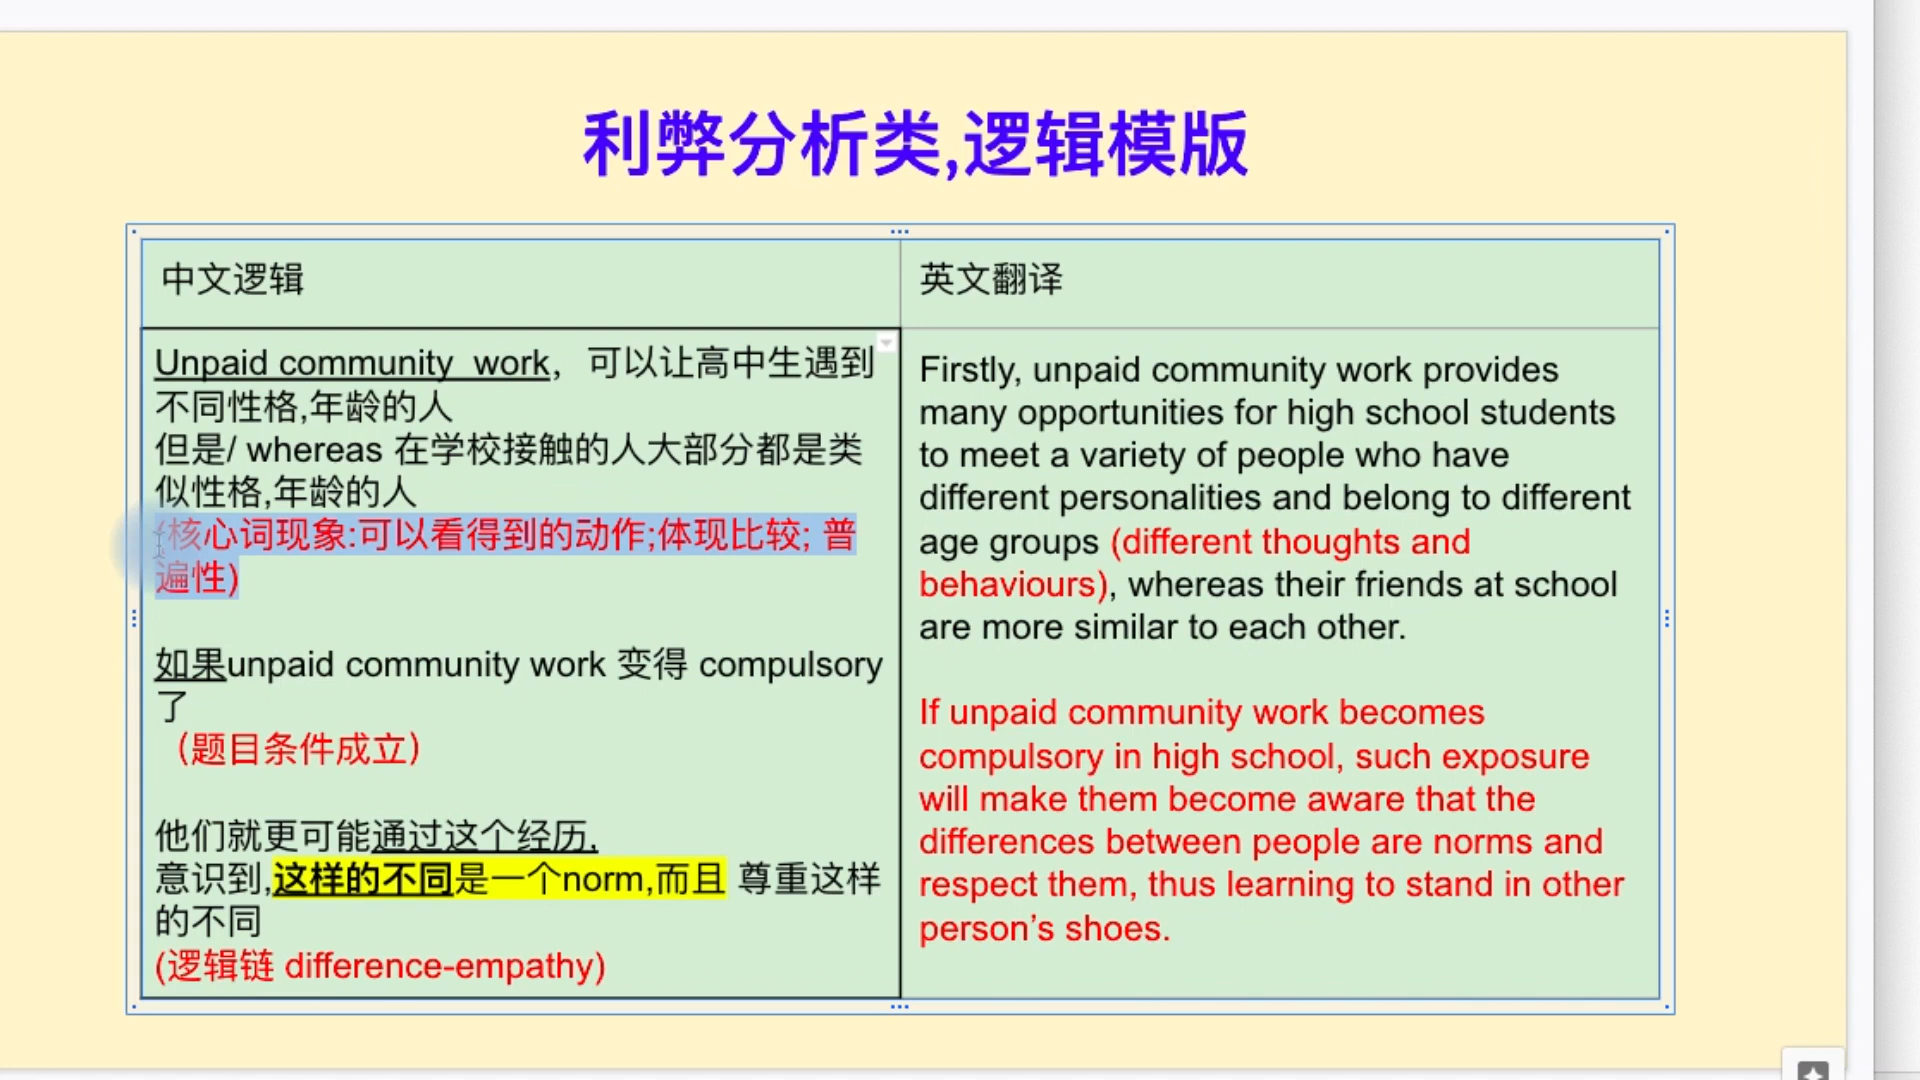 利弊分析类,逻辑模版
中文逻辑
Unpaid community work，可以让高中生遇到
不同性格,年龄的人
但是/ whereas 在学校接触的人大部分都是类
似性格,年龄的人
(核心词现象:可以看得到的动作;体现比较; 普
遍性)
如果unpaid community work 变得 compulsory
了
（题目条件成立）
他们就更可能通过这个经历,
意识到,这样的不同是一个norm,而且 尊重这样
的不同
(逻辑链 difference-empathy)
英文翻译
Firstly, unpaid community work provides
many opportunities for high school students
to meet a variety of people who have
different personalities and belong to different
age groups (different thoughts and
behaviours), whereas their friends at school
are more similar to each other.
If unpaid community work becomes
compulsory in high school, such exposure
will make them become aware that the
differences between people are norms and
respect them, thus learning to stand in other
person’s shoes.